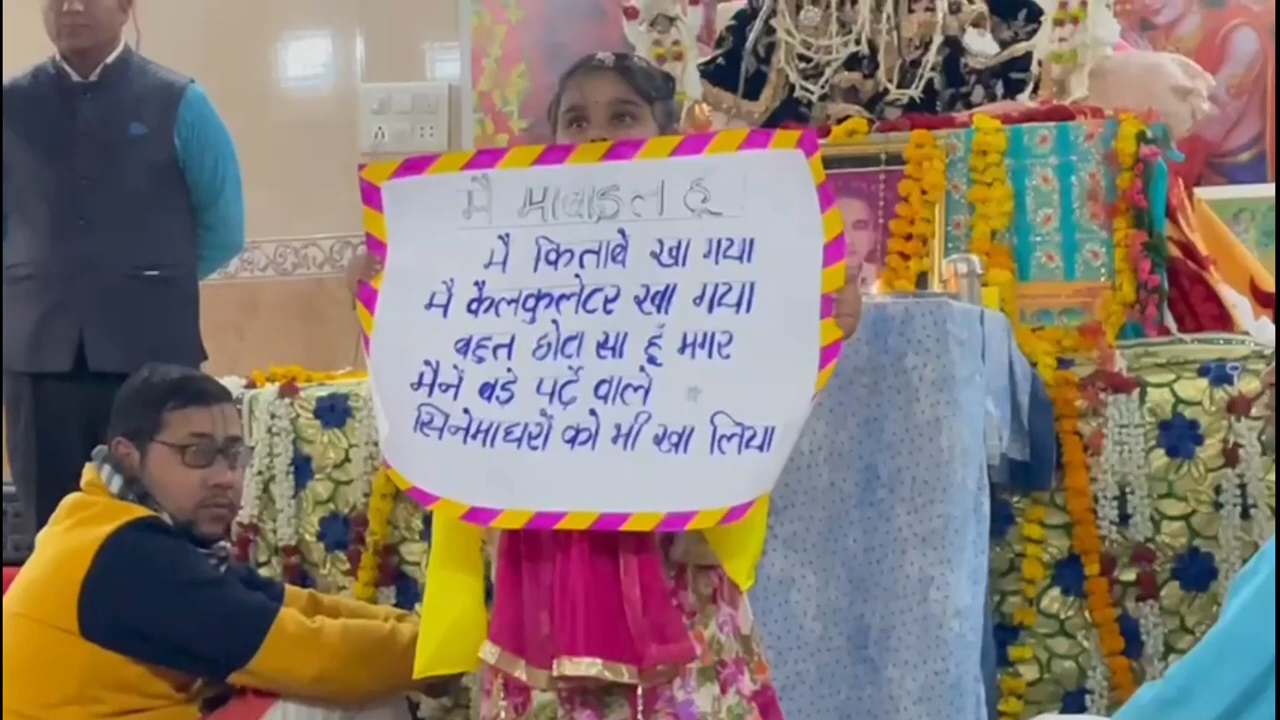 मै मोबाइल हू
मै किताबे खा गया
मै कैलकुलेटर खा गया
बहुत छोटा सा हूँ मगर
मैनें बडे पर्दे वाले
सिनेमाघरों को भी खा लिया